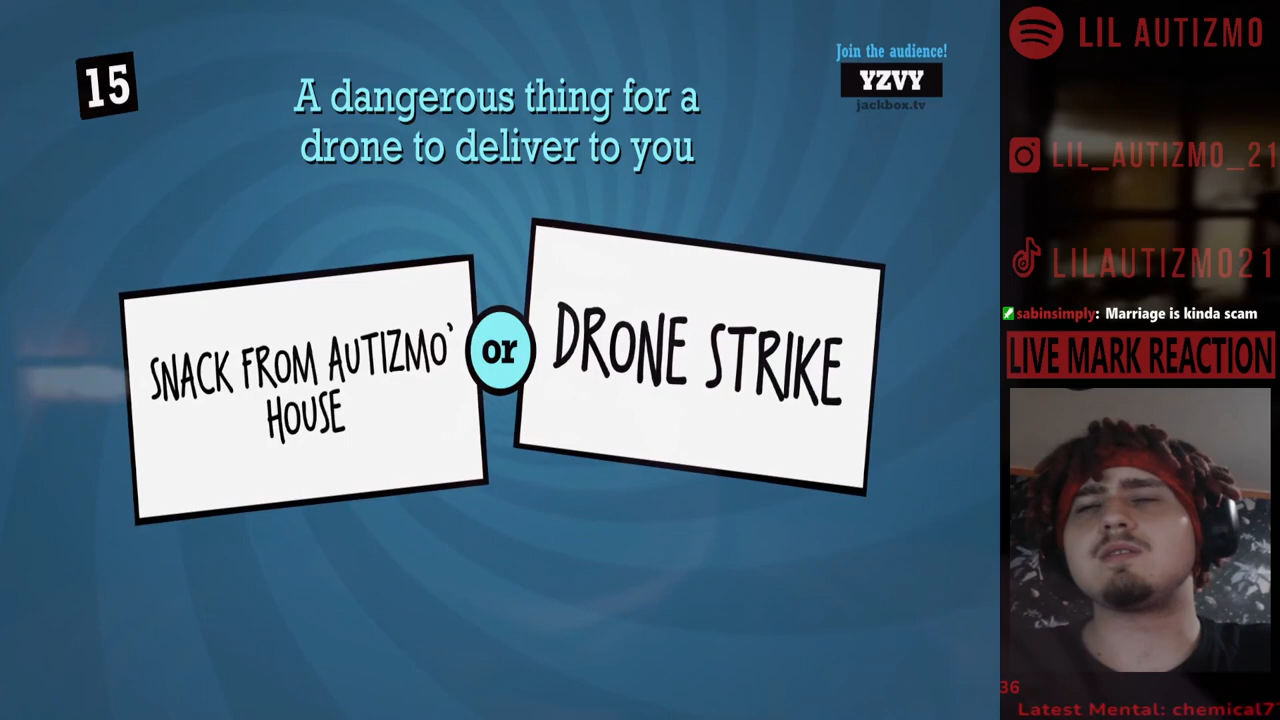 15
A dangerous thing for a
drone to deliver to you
Join the audience!
YZVY
jackbox.tv
SNACK FROM AUTIZMO'
HOUSE
or
DRONE STRIKE
LIL AUTIZMO
LIL_AUTIZMO_21
LILAUTIZMO21
sabinsimply: Marriage is kinda scam
LIVE MARK REACTION
36
Latest Mental: chemical7